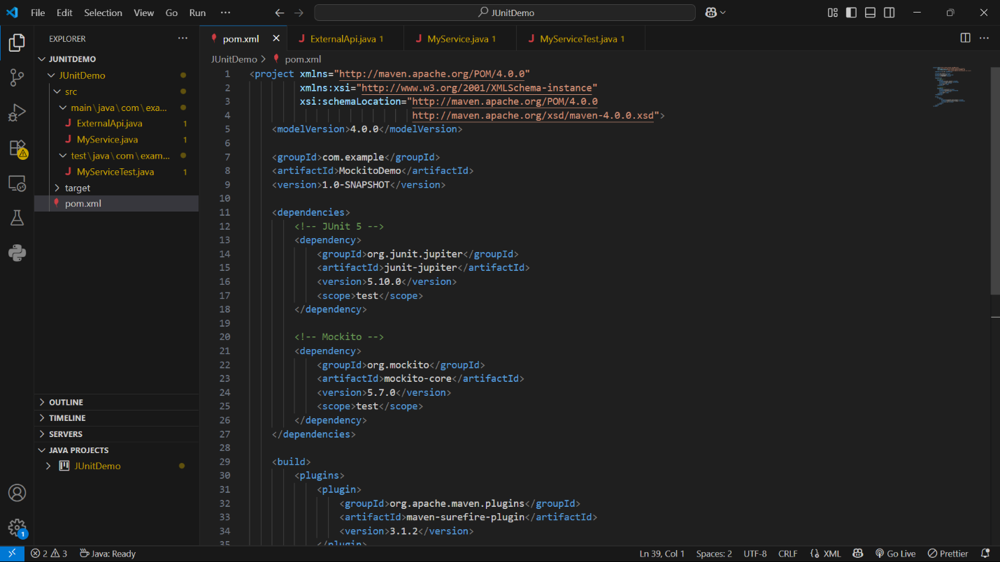 File Edit Selection View Go Run ··· JUnitDemo
EXPLORER ···
JUNITDEMO
JUnitDemo
src
main\java\com\exa...
ExternalApi.java 1
MyService.java 1
test\java\com\exam...
MyServiceTest.java 1
target
pom.xml
OUTLINE
TIMELINE
SERVERS
JAVA PROJECTS
JUnitDemo
1
pom.xml ExternalApi.java 1 MyService.java 1 MyServiceTest.java 1 ···
JUnitDemo > pom.xml
1 <project xmlns="http://maven.apache.org/POM/4.0.0"
2 xmlns:xsi="http://www.w3.org/2001/XMLSchema-instance"
3 xsi:schemaLocation="http://maven.apache.org/POM/4.0.0
4 http://maven.apache.org/xsd/maven-4.0.0.xsd">
5 <modelVersion>4.0.0</modelVersion>
6
7 <groupId>com.example</groupId>
8 <artifactId>MockitoDemo</artifactId>
9 <version>1.0-SNAPSHOT</version>
10
11 <dependencies>
12 <!-- JUnit 5 -->
13 <dependency>
14 <groupId>org.junit.jupiter</groupId>
15 <artifactId>junit-jupiter</artifactId>
16 <version>5.10.0</version>
17 <scope>test</scope>
18 </dependency>
19
20 <!-- Mockito -->
21 <dependency>
22 <groupId>org.mockito</groupId>
23 <artifactId>mockito-core</artifactId>
24 <version>5.7.0</version>
25 <scope>test</scope>
26 </dependency>
27 </dependencies>
28
29 <build>
30 <plugins>
31 <plugin>
32 <groupId>org.apache.maven.plugins</groupId>
33 <artifactId>maven-surefire-plugin</artifactId>
34 <version>3.1.2</version>
35 </plugin>
2 3 Java: Ready Ln 39, Col 1 Spaces: 2 UTF-8 CRLF {} XML Go Live Prettier